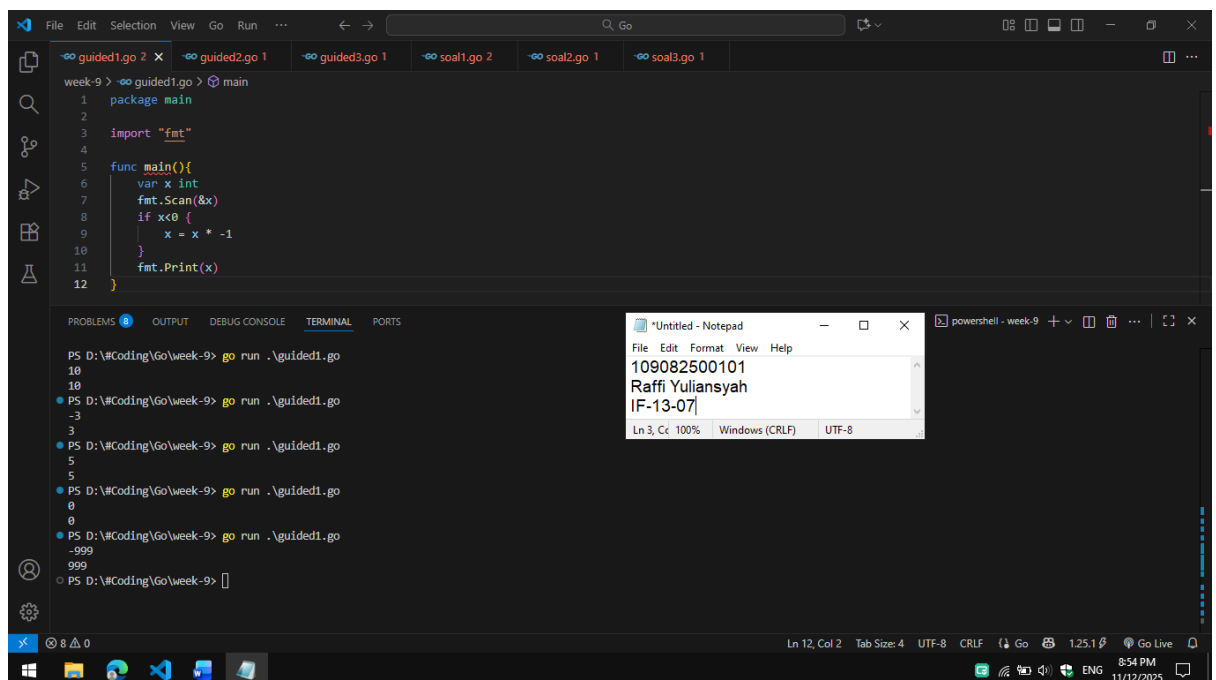 File Edit Selection View Go Run ··· ← → Go
guided1.go 2 × guided2.go 1 guided3.go 1 soal1.go 2 soal2.go 1 soal3.go 1 ···
week-9 > guided1.go > main
1 package main
2
3 import "fmt"
4
5 func main(){
6 var x int
7 fmt.Scan(&x)
8 if x<0 {
9 x = x * -1
10 }
11 fmt.Print(x)
12 }
PROBLEMS 8 OUTPUT DEBUG CONSOLE TERMINAL PORTS
powershell - week-9
PS D:\#Coding\Go\week-9> go run .\guided1.go
10
10
PS D:\#Coding\Go\week-9> go run .\guided1.go
-3
3
PS D:\#Coding\Go\week-9> go run .\guided1.go
5
5
PS D:\#Coding\Go\week-9> go run .\guided1.go
0
0
PS D:\#Coding\Go\week-9> go run .\guided1.go
-999
999
PS D:\#Coding\Go\week-9>
*Untitled - Notepad
File Edit Format View Help
109082500101
Raffi Yuliansyah
IF-13-07
Ln 3, Cc 100% Windows (CRLF) UTF-8
8 0 Ln 12, Col 2 Tab Size: 4 UTF-8 CRLF Go 1.25.1 Go Live
ENG 8:54 PM
11/12/2025